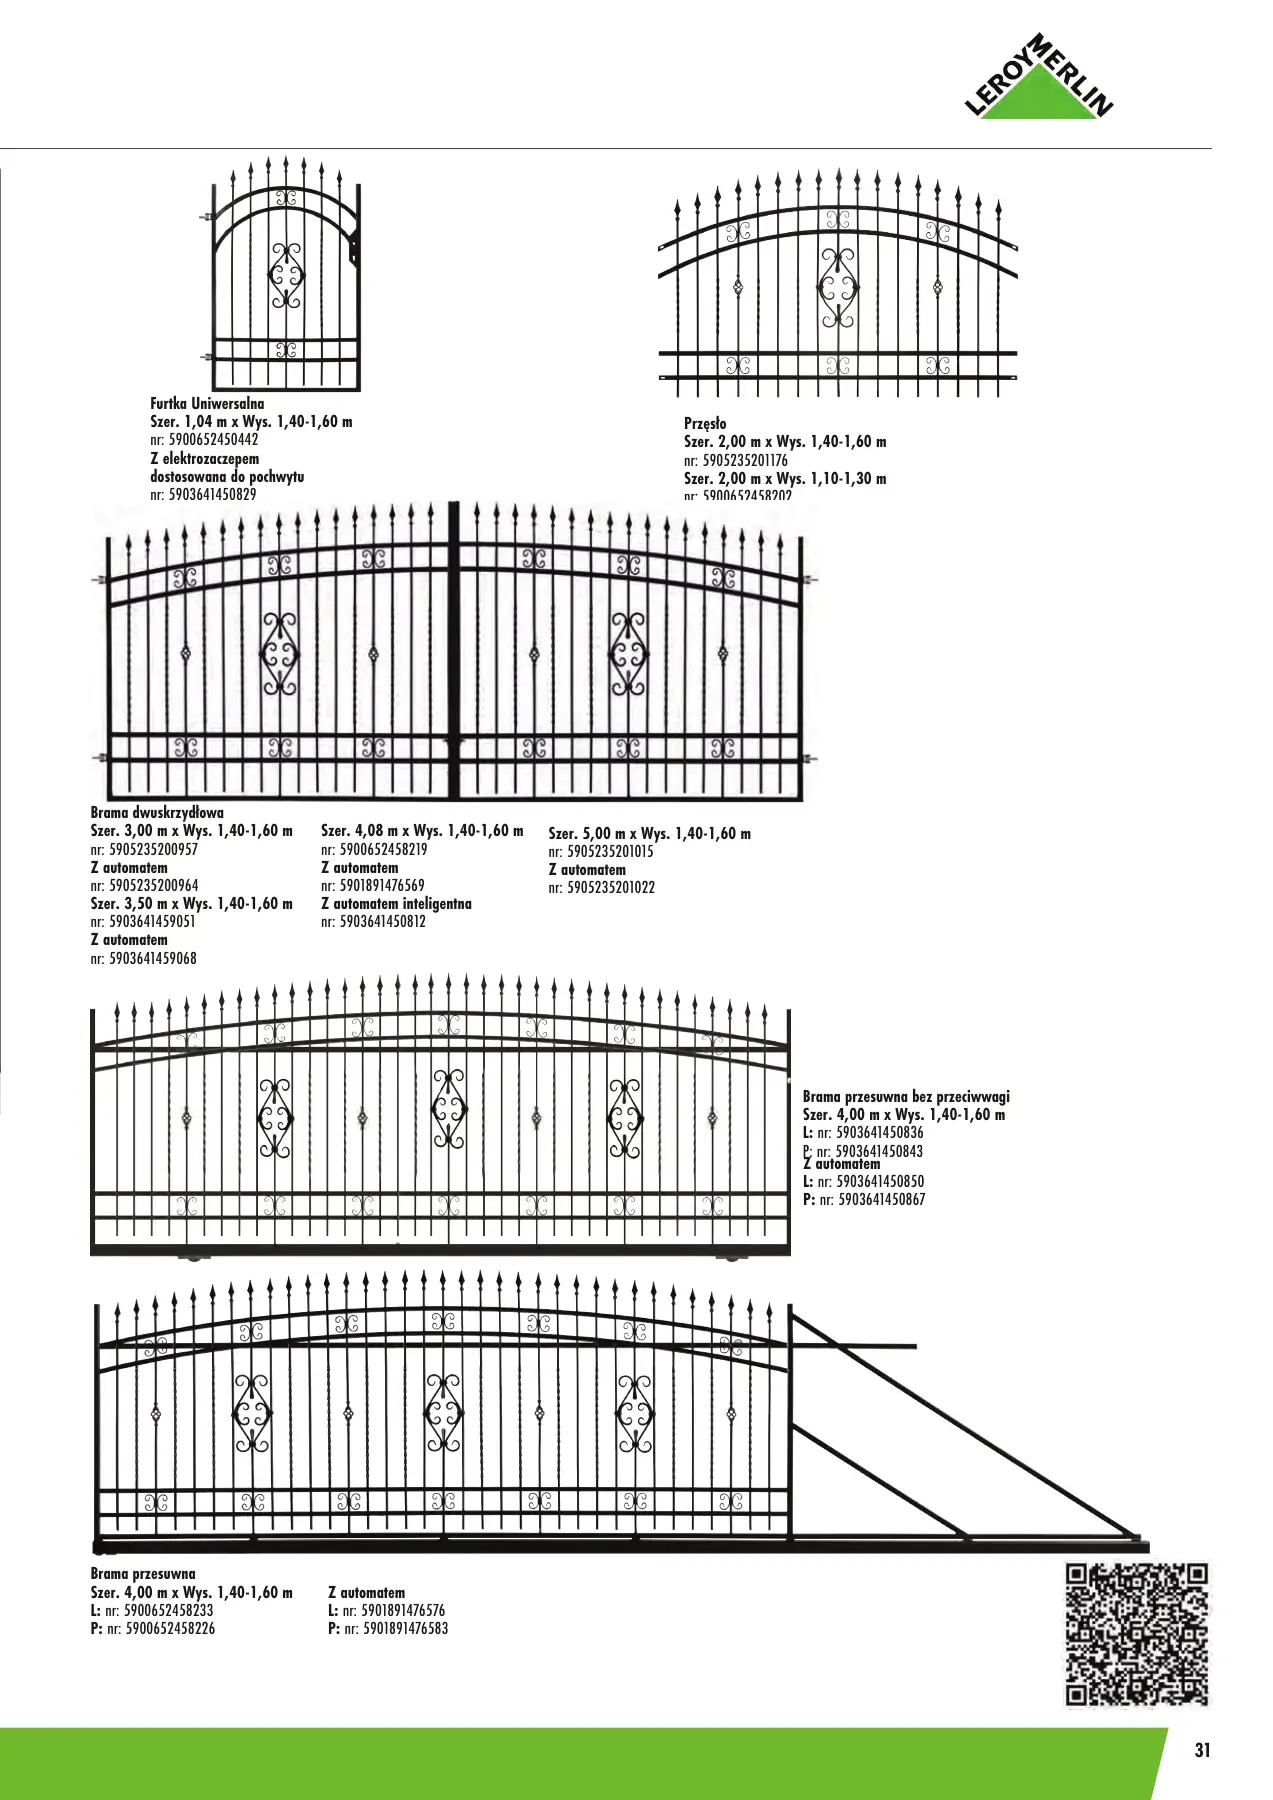 LEROY MERLIN
Furtka Uniwersalna
Szer. 1,04 m x Wys. 1,40-1,60 m
nr: 5900652450442
Z elektrozaczepem
dostosowana do pochwytu
nr: 5903641450829
Przęsło
Szer. 2,00 m x Wys. 1,40-1,60 m
nr: 5905235201176
Szer. 2,00 m x Wys. 1,10-1,30 m
nr: 5900652458202
Brama dwuskrzydłowa
Szer. 3,00 m x Wys. 1,40-1,60 m
nr: 5905235200957
Z automatem
nr: 5905235200964
Szer. 3,50 m x Wys. 1,40-1,60 m
nr: 5903641459051
Z automatem
nr: 5903641459068
Szer. 4,08 m x Wys. 1,40-1,60 m
nr: 5900652458219
Z automatem
nr: 5901891476569
Z automatem inteligentna
nr: 5903641450812
Szer. 5,00 m x Wys. 1,40-1,60 m
nr: 5905235201015
Z automatem
nr: 5905235201022
Brama przesuwna bez przeciwwagi
Szer. 4,00 m x Wys. 1,40-1,60 m
L: nr: 5903641450836
P: nr: 5903641450843
Z automatem
L: nr: 5903641450850
P: nr: 5903641450867
Brama przesuwna
Szer. 4,00 m x Wys. 1,40-1,60 m
L: nr: 5900652458233
P: nr: 5900652458226
Z automatem
L: nr: 5901891476576
P: nr: 5901891476583
31